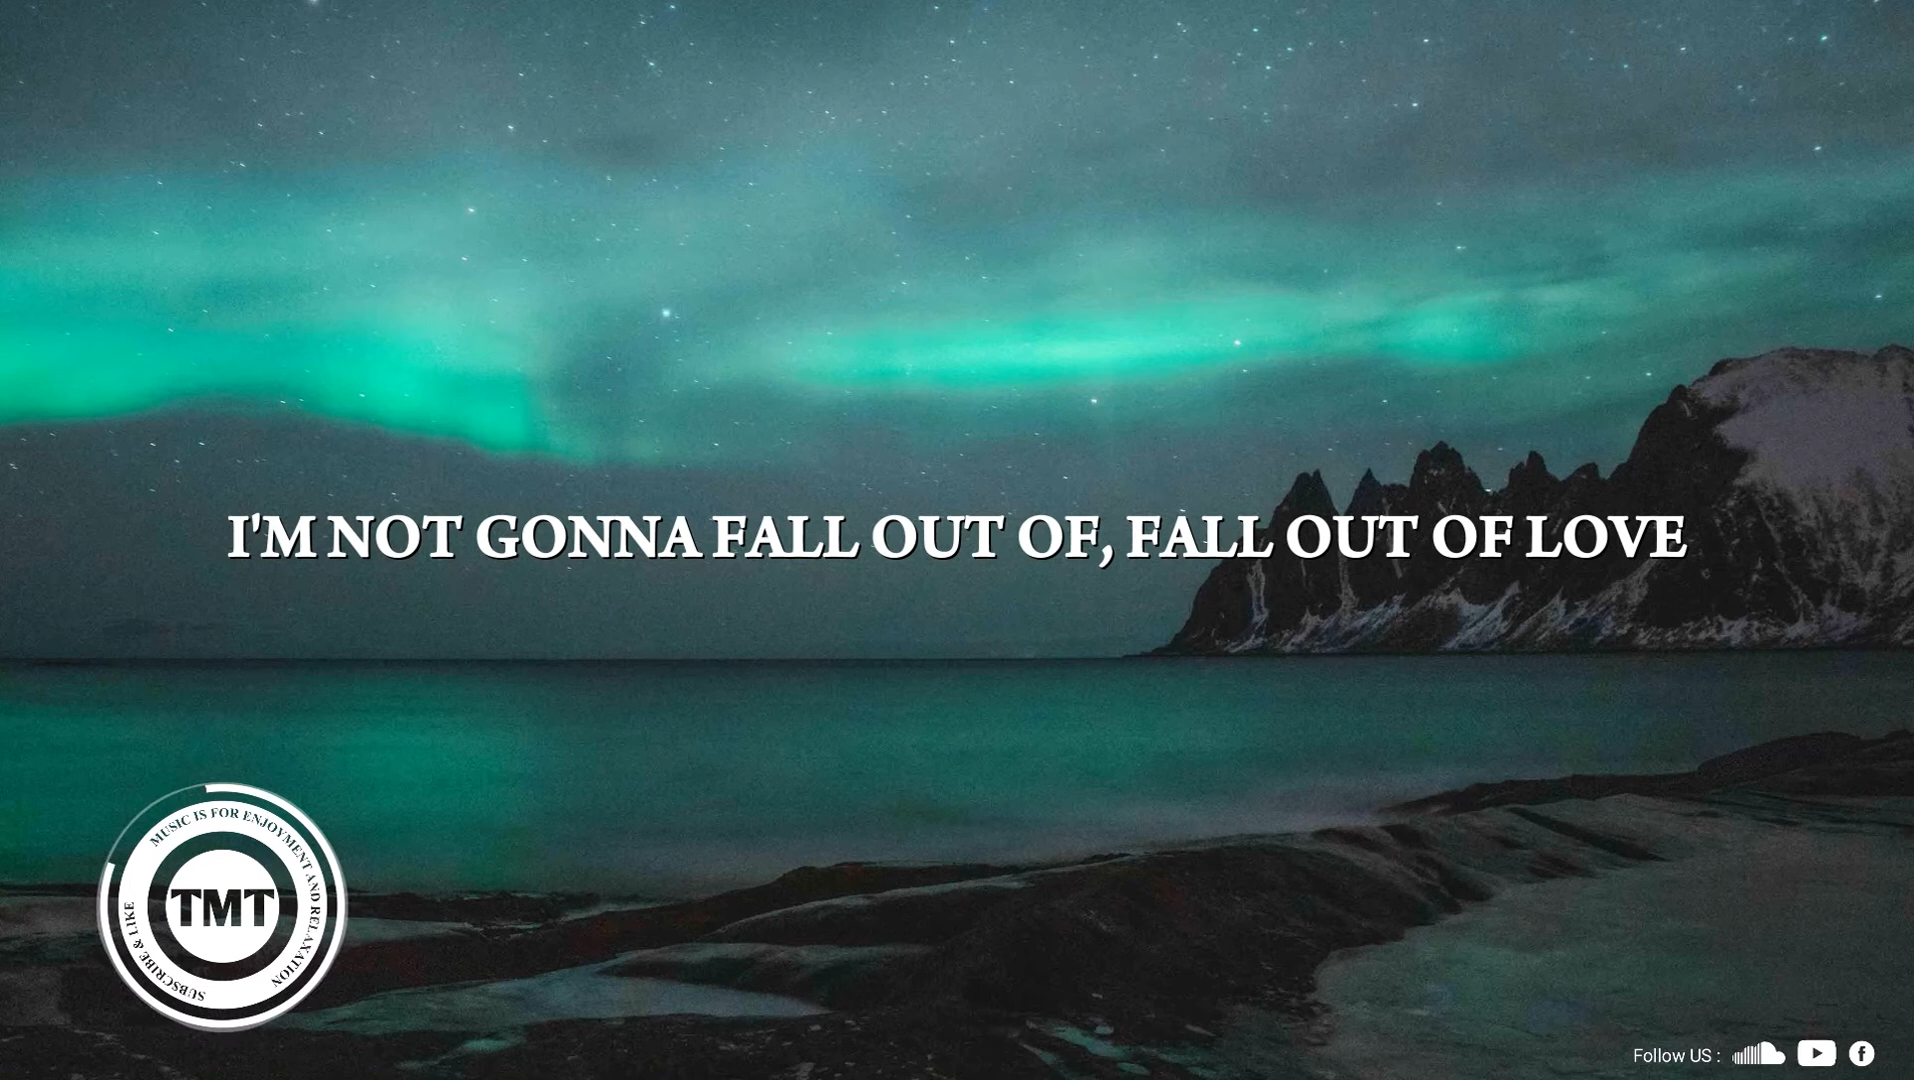 I'M NOT GONNA FALL OUT OF, FALL OUT OF LOVE
MUSIC IS FOR ENJOYMENT AND RELAXATION
TMT
SUBSCRIBE & LIKE
Follow US :